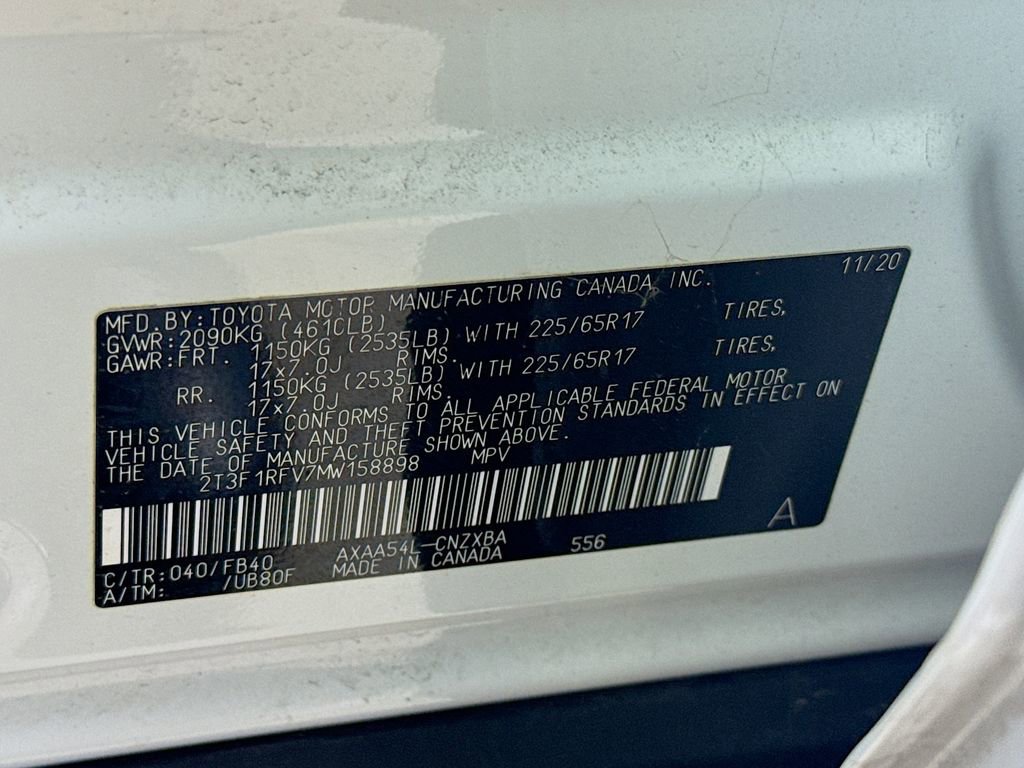 11/20
MFD.BY:TOYOTA MOTOR MANUFACTURING CANADA, INC.
GVWR:2090KG (4610LB)
GAWR:FRT. 1150KG (2535LB) WITH 225/65R17 TIRES,
17x7.0J RIMS.
RR. 1150KG (2535LB) WITH 225/65R17 TIRES,
17x7.0J RIMS.
THIS VEHICLE CONFORMS TO ALL APPLICABLE FEDERAL MOTOR
VEHICLE SAFETY AND THEFT PREVENTION STANDARDS IN EFFECT ON
THE DATE OF MANUFACTURE SHOWN ABOVE.
2T3F1RFV7MW158898 MPV
A
AXAA54L-CNZXBA 556
C/TR:040/FB40 MADE IN CANADA
A/TM: /UB80F